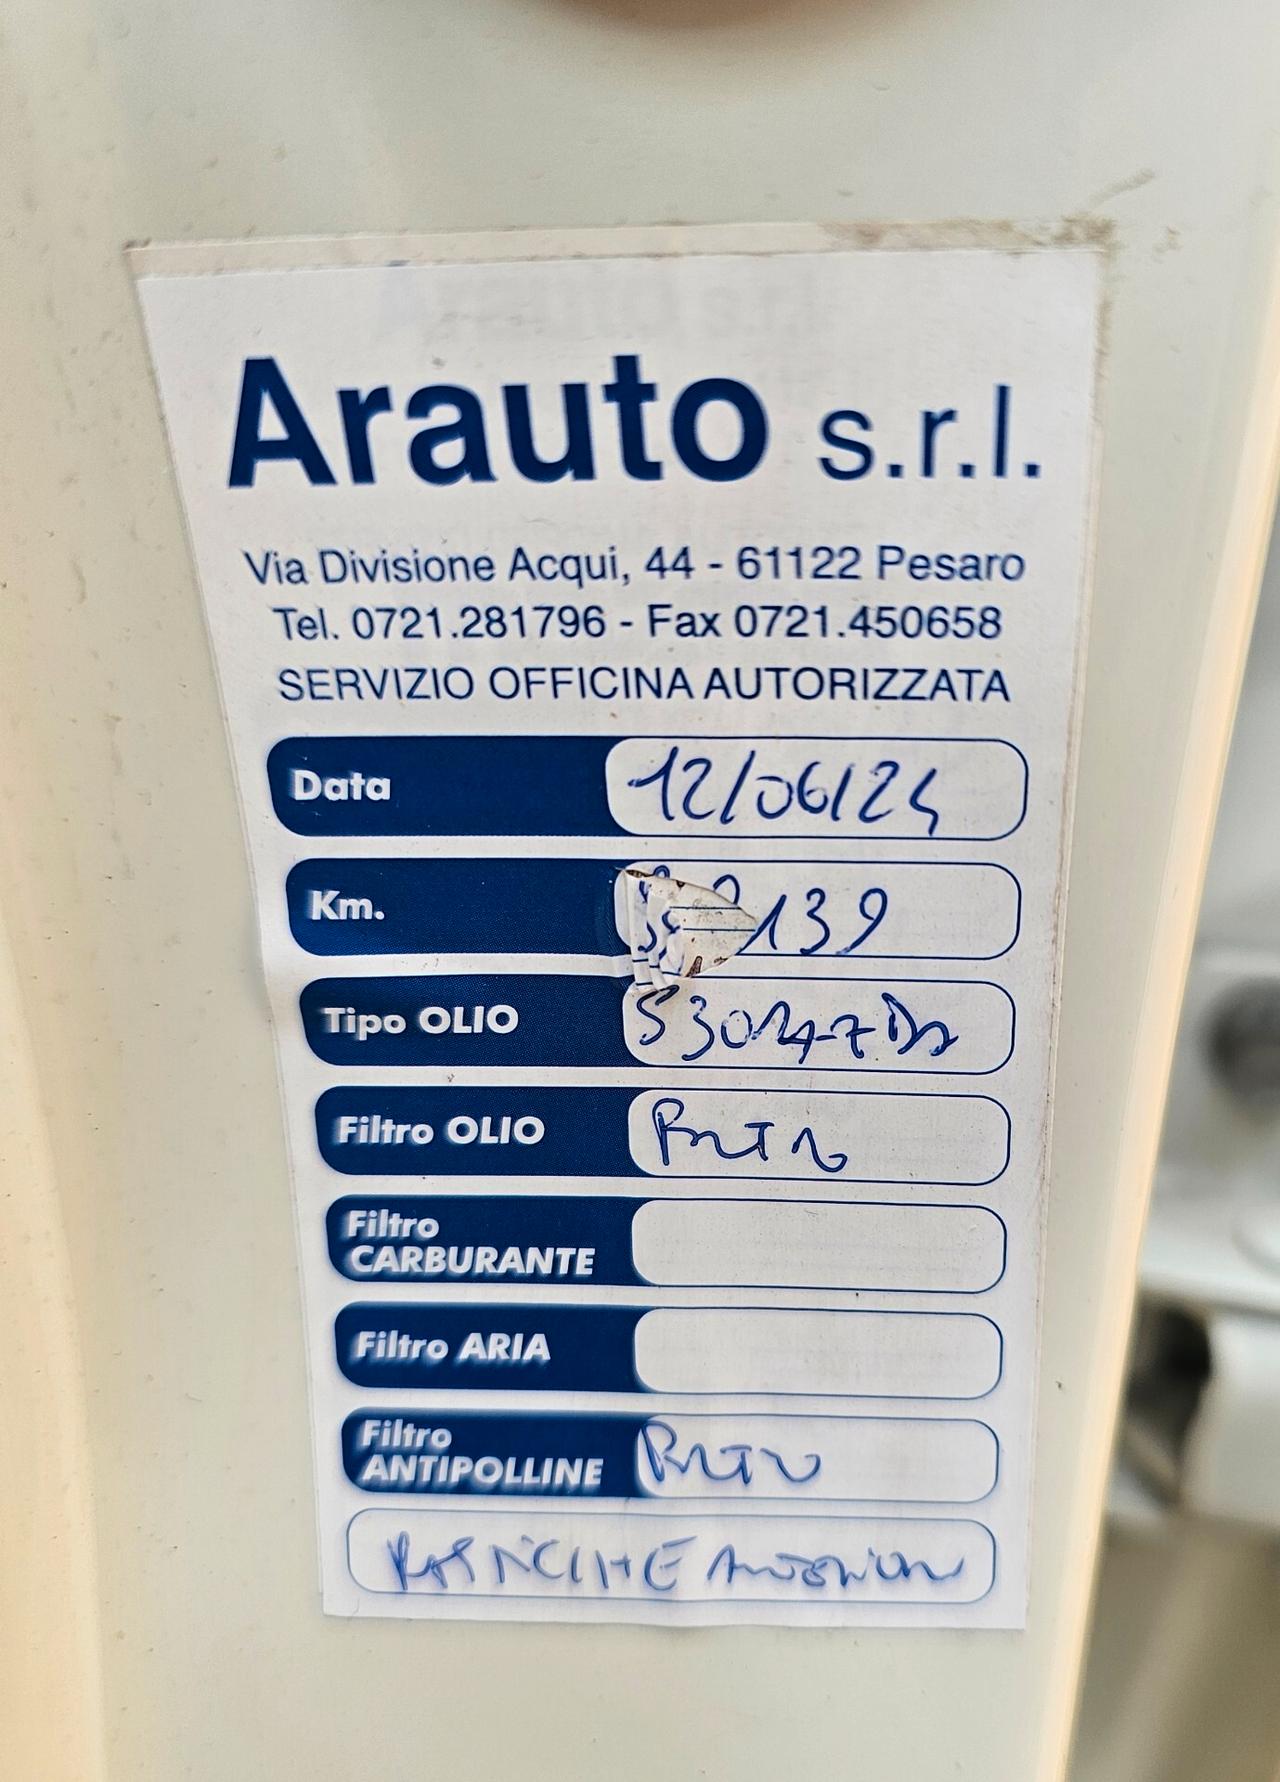 Arauto s.r.l.
Via Divisione Acqui, 44 - 61122 Pesaro
Tel. 0721.281796 - Fax 0721.450658
SERVIZIO OFFICINA AUTORIZZATA
Data 12/06/24
Km. 139
Tipo OLIO
Filtro OLIO
Filtro
CARBURANTE
Filtro ARIA
Filtro
ANTIPOLLINE